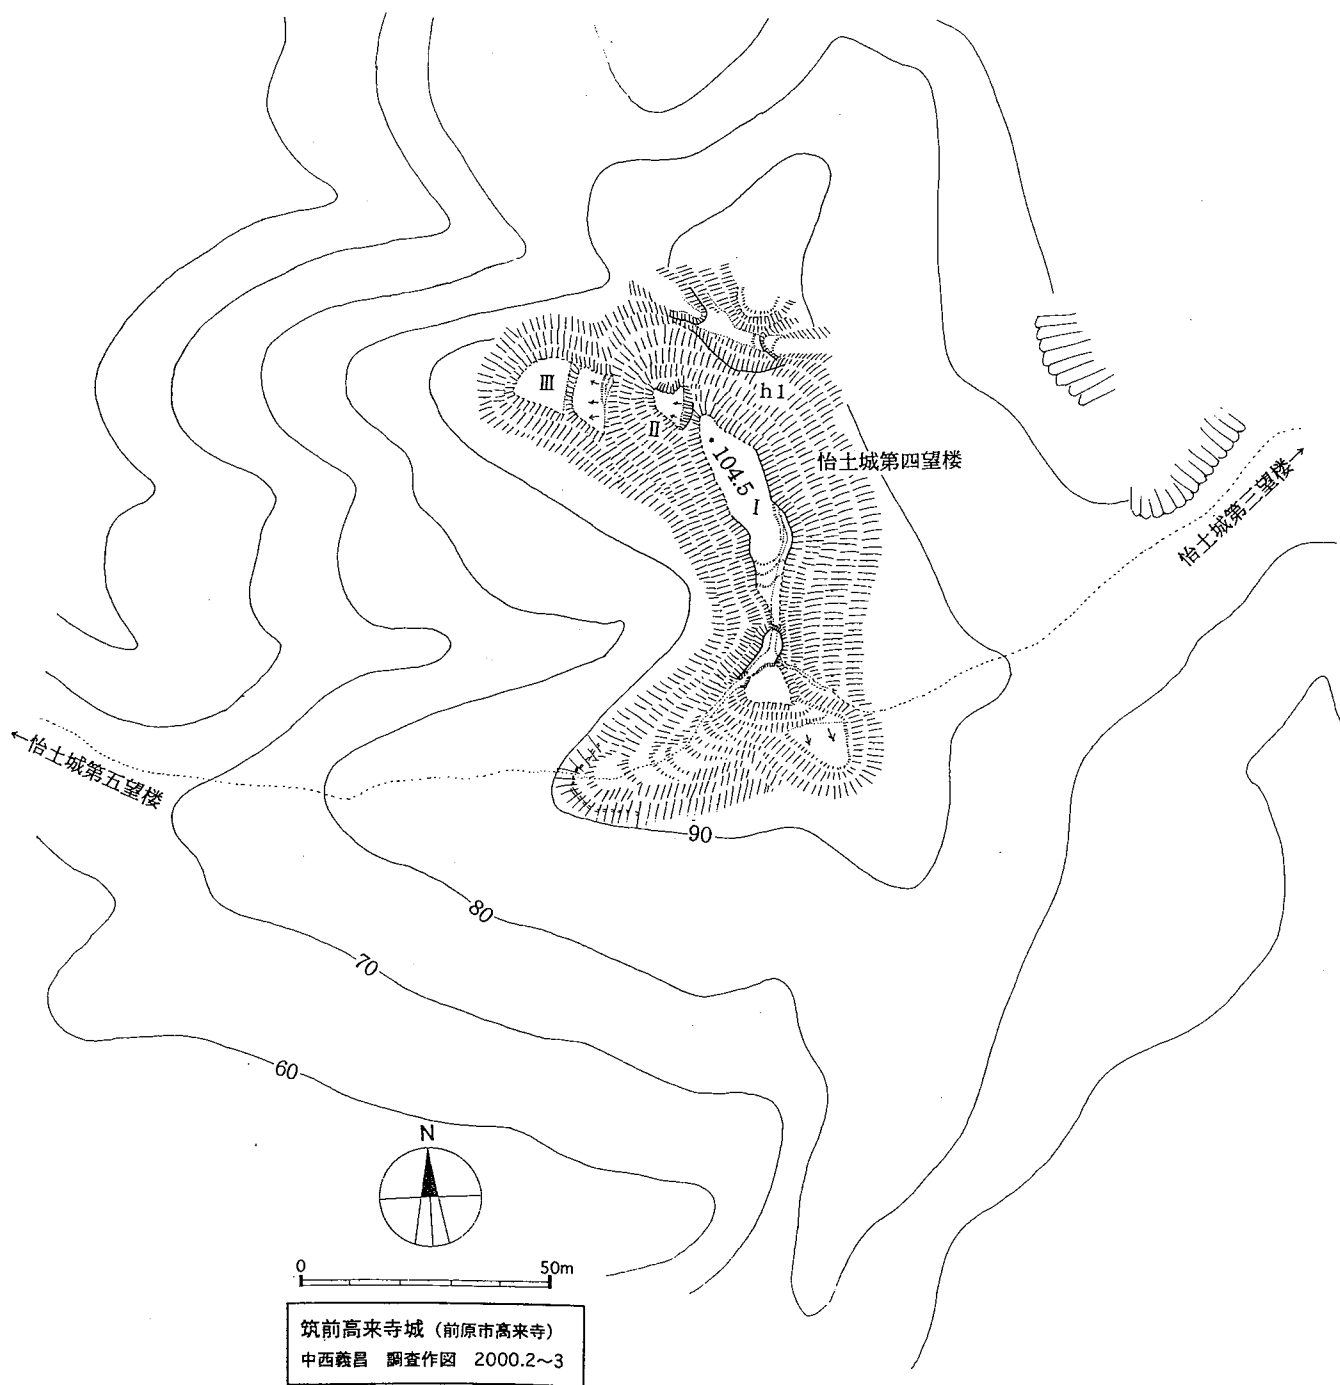 Ⅲ
Ⅱ
h1
・104.5 Ⅰ
怡土城第四望楼
怡土城第三望楼→
←怡土城第五望楼
90
80
70
60
N
0 50m
筑前高来寺城（前原市高来寺）
中西義昌 調査作図 2000.2～3